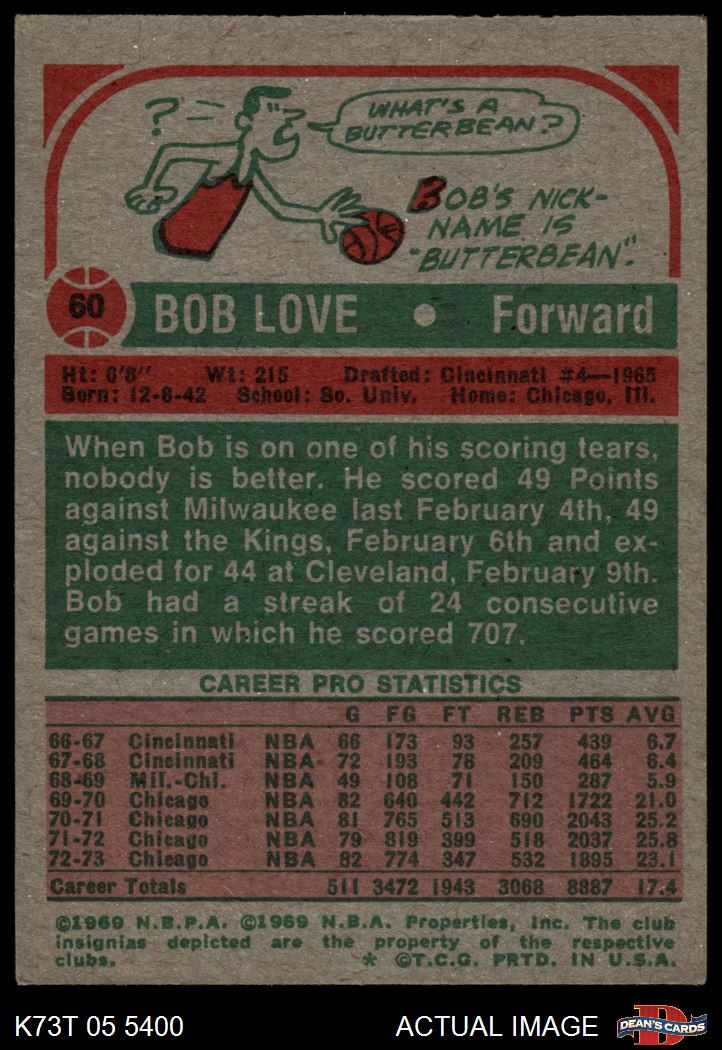 ?
WHAT'S A
BUTTERBEAN?
BOB'S NICK-
NAME IS
"BUTTERBEAN".
60
BOB LOVE • Forward
Ht: 6'8" Wt: 215 Drafted: Cincinnati #4—1965
Born: 12-8-42 School: So. Univ. Home: Chicago, Ill.
When Bob is on one of his scoring tears,
nobody is better. He scored 49 Points
against Milwaukee last February 4th, 49
against the Kings, February 6th and ex-
ploded for 44 at Cleveland, February 9th.
Bob had a streak of 24 consecutive
games in which he scored 707.
CAREER PRO STATISTICS
G FG FT REB PTS AVG
66-67 Cincinnati NBA 66 173 93 257 439 6.7
67-68 Cincinnati NBA 72 193 78 209 464 6.4
68-69 Mil.-Chi. NBA 49 108 71 150 287 5.9
69-70 Chicago NBA 82 640 442 712 1722 21.0
70-71 Chicago NBA 81 765 513 690 2043 25.2
71-72 Chicago NBA 79 819 399 518 2037 25.8
72-73 Chicago NBA 82 774 347 532 1895 23.1
Career Totals 511 3472 1943 3068 8887 17.4
©1969 N.B.P.A. ©1969 N.B.A. Properties, Inc. The club
insignias depicted are the property of the respective
clubs. * ©T.C.G. PRTD. IN U.S.A.
K73T 05 5400 ACTUAL IMAGE
D
DEAN'S CARDS